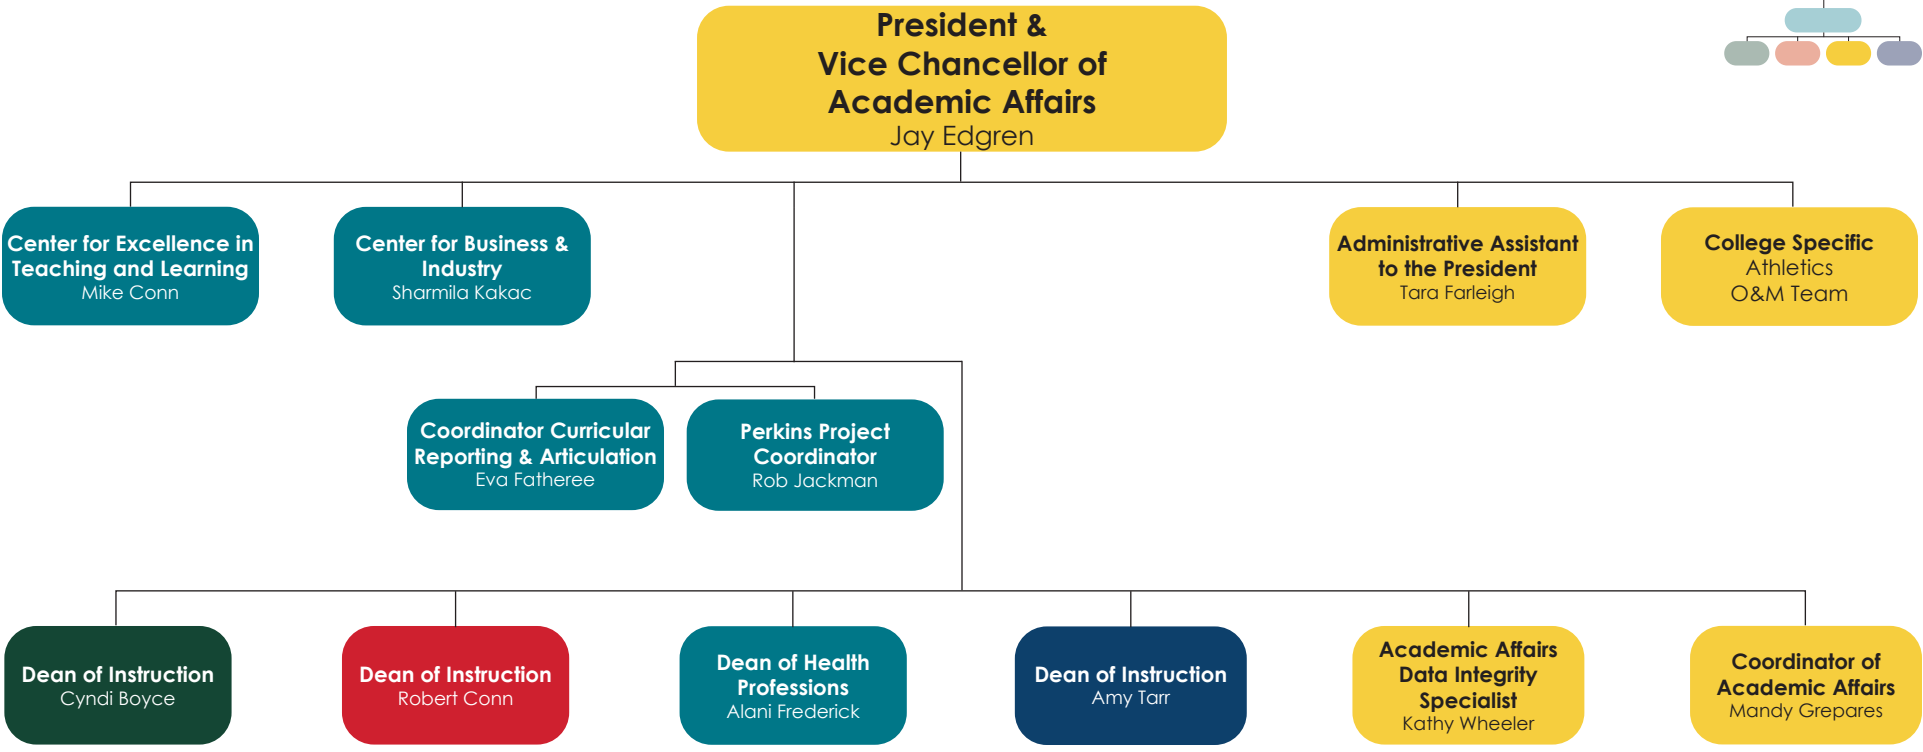 President &
Vice Chancellor of
Academic Affairs
Jay Edgren
Center for Excellence in
Teaching and Learning
Mike Conn
Center for Business &
Industry
Sharmila Kakac
Administrative Assistant
to the President
Tara Farleigh
College Specific
Athletics
O&M Team
Coordinator Curricular
Reporting & Articulation
Eva Fatheree
Perkins Project
Coordinator
Rob Jackman
Dean of Instruction
Cyndi Boyce
Dean of Instruction
Robert Conn
Dean of Health
Professions
Alani Frederick
Dean of Instruction
Amy Tarr
Academic Affairs
Data Integrity
Specialist
Kathy Wheeler
Coordinator of
Academic Affairs
Mandy Grepares